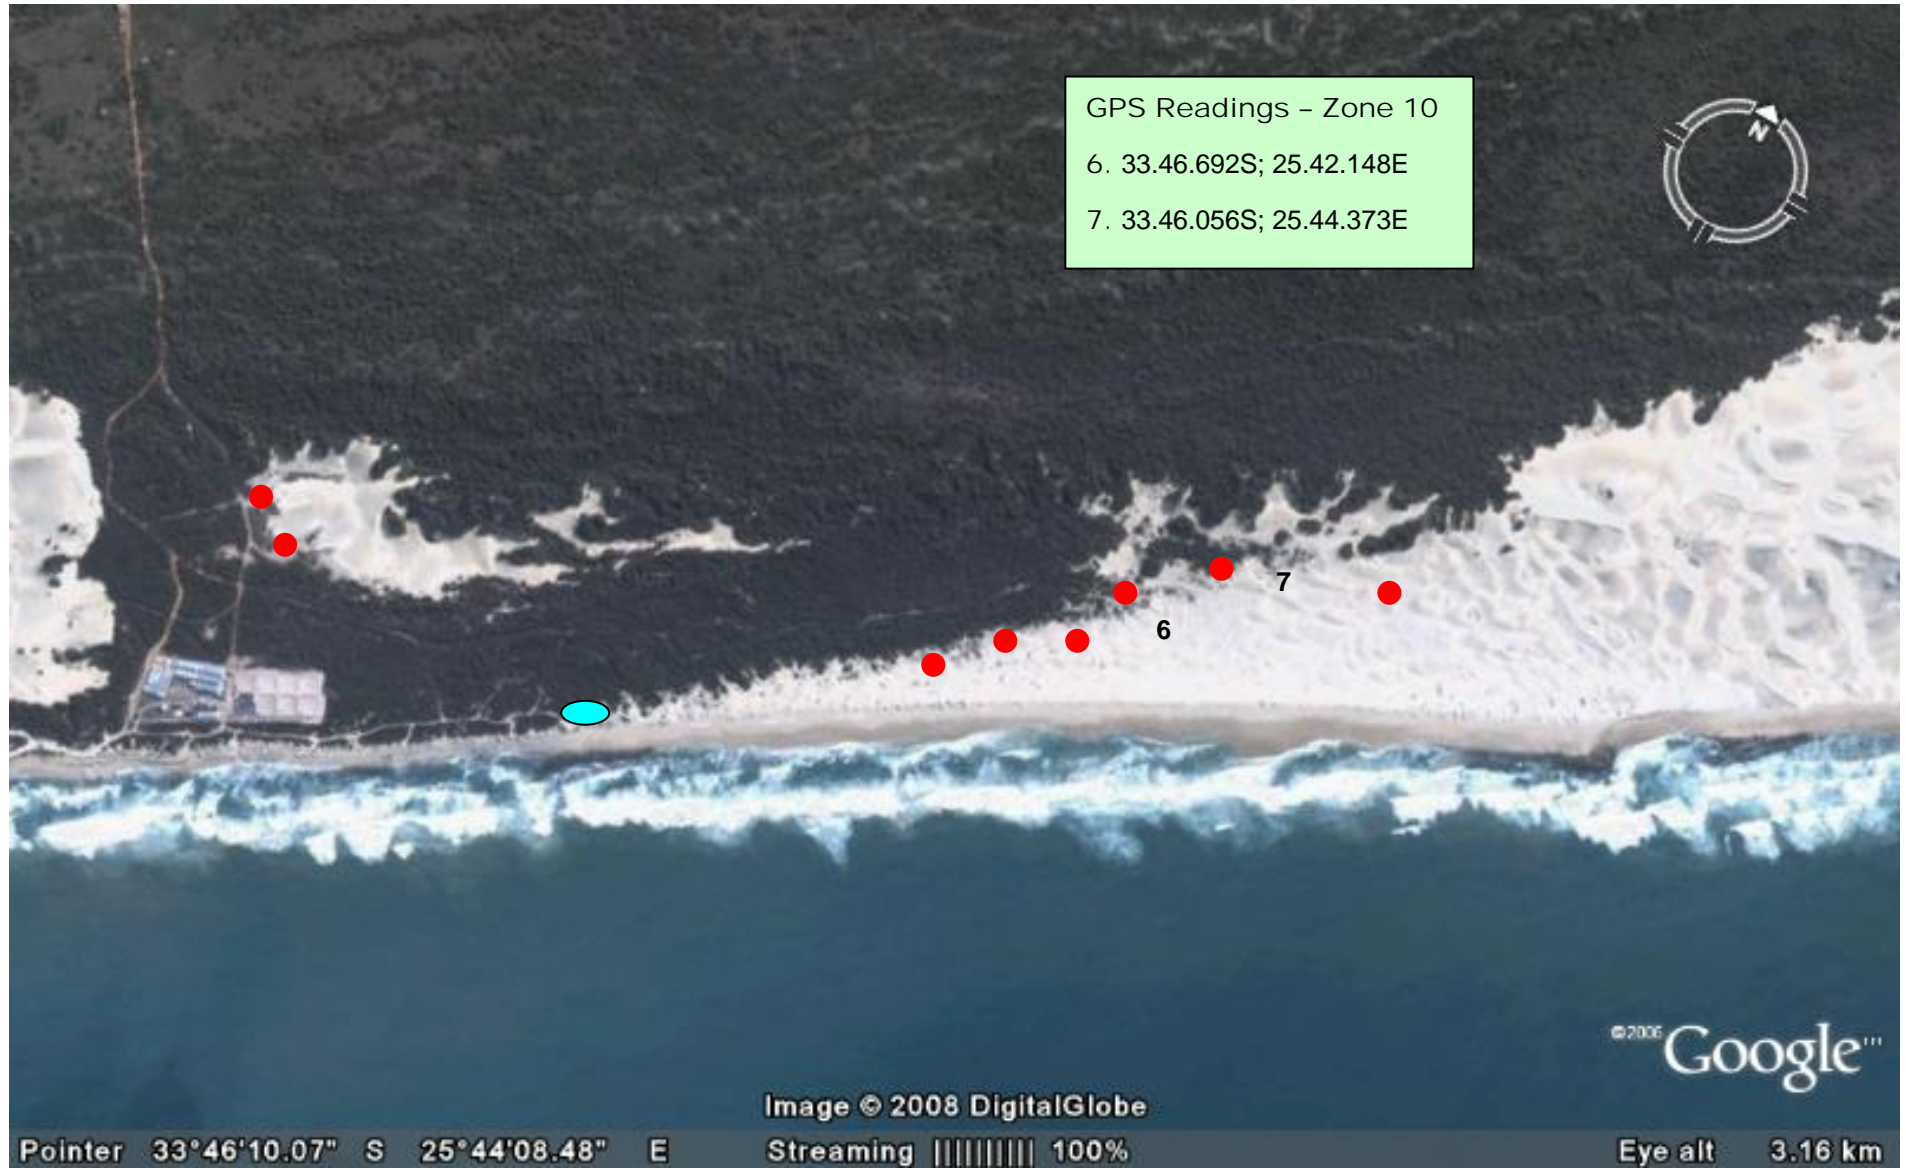 GPS Readings – Zone 10
6. 33.46.692S; 25.42.148E
7. 33.46.056S; 25.44.373E
N
7
6
©2006 Google™
Image © 2008 DigitalGlobe
Pointer 33°46'10.07" S 25°44'08.48" E Streaming |||||||||| 100% Eye alt 3.16 km